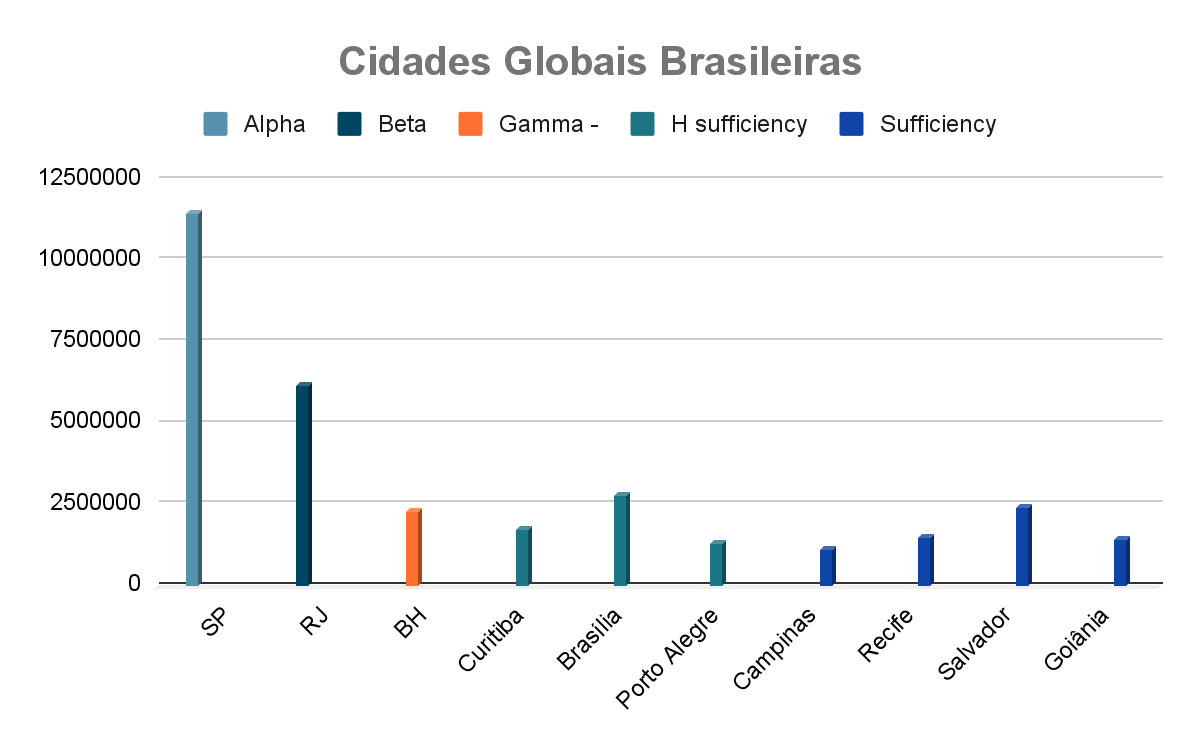 Cidades Globais Brasileiras
Alpha Beta Gamma - H sufficiency Sufficiency
12500000
10000000
7500000
5000000
2500000
0
SP RJ BH Curitiba Brasília Porto Alegre Campinas Recife Salvador Goiânia